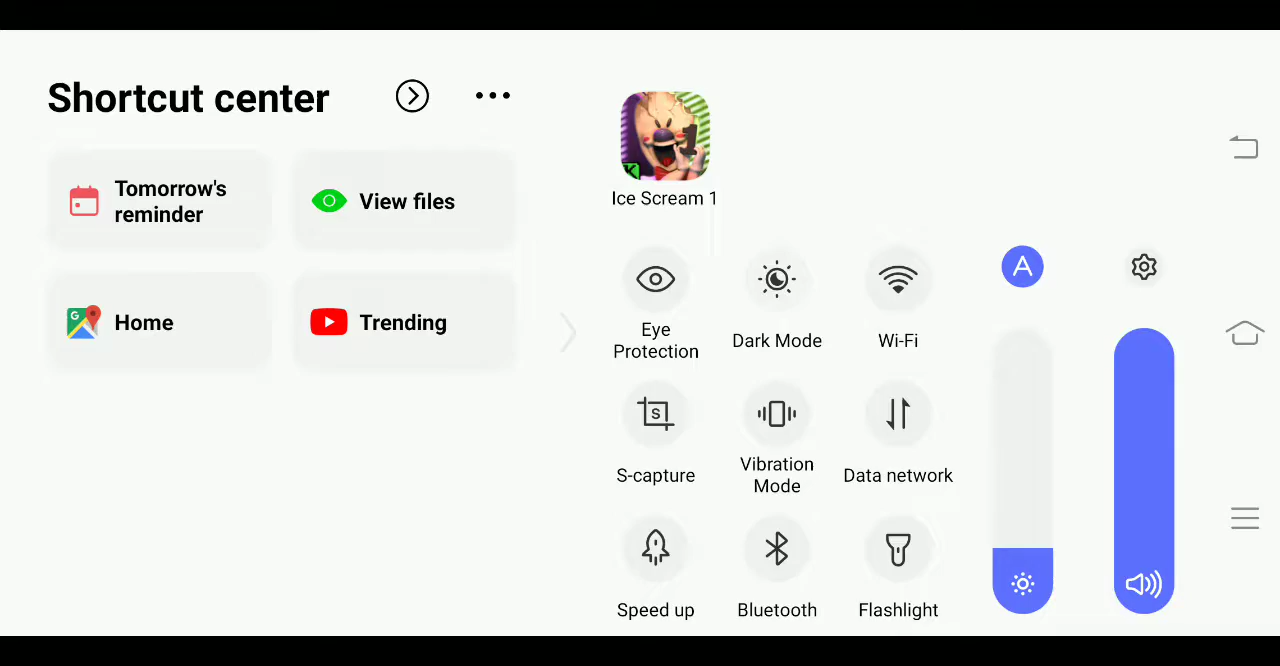 Shortcut center
Tomorrow's
reminder
View files
Home
Trending
Ice Scream 1
Eye
Protection
Dark Mode
Wi-Fi
S-capture
Vibration
Mode
Data network
Speed up
Bluetooth
Flashlight
A
S
G
1
K